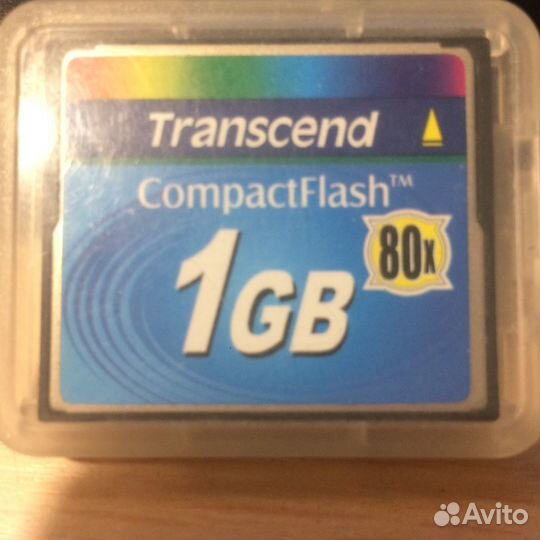 Transcend
CompactFlash™
80x
1GB
Avito